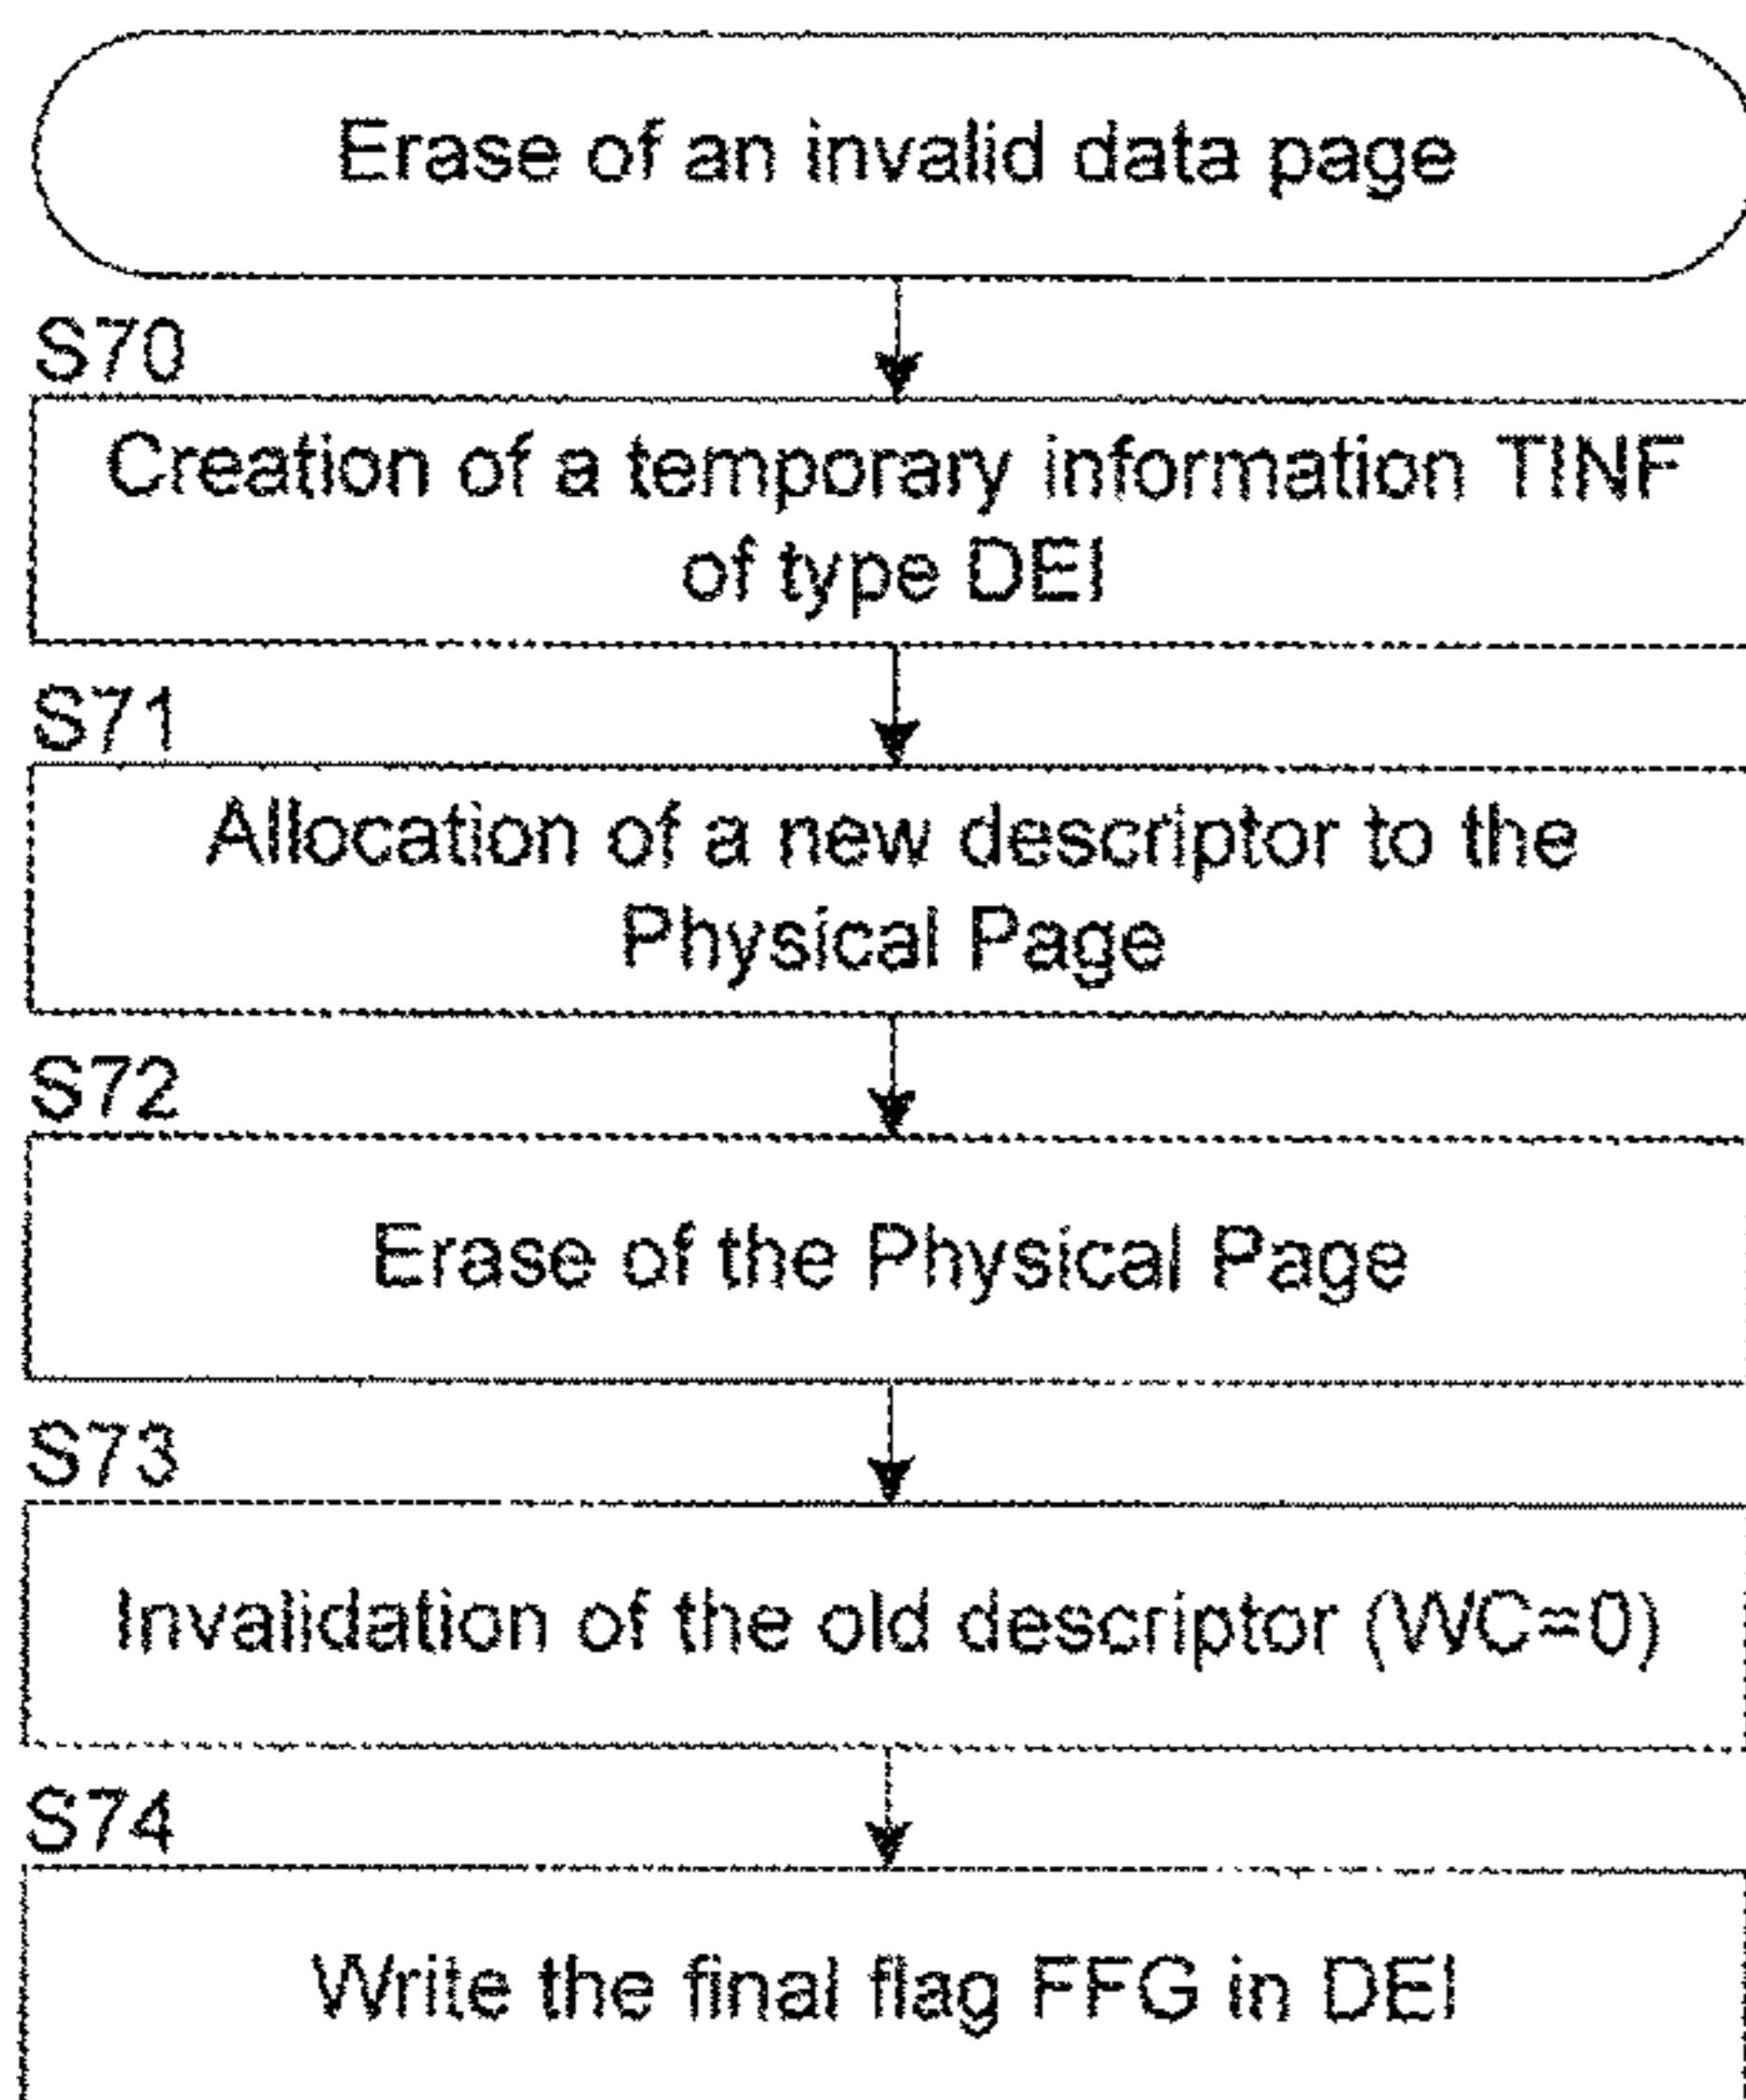 Erase of an invalid data page
S70
Creation of a temporary information TINF
of type DEI
S71
Allocation of a new descriptor to the
Physical Page
S72
Erase of the Physical Page
S73
Invalidation of the old descriptor (WC=0)
S74
Write the final flag FFG in DEI